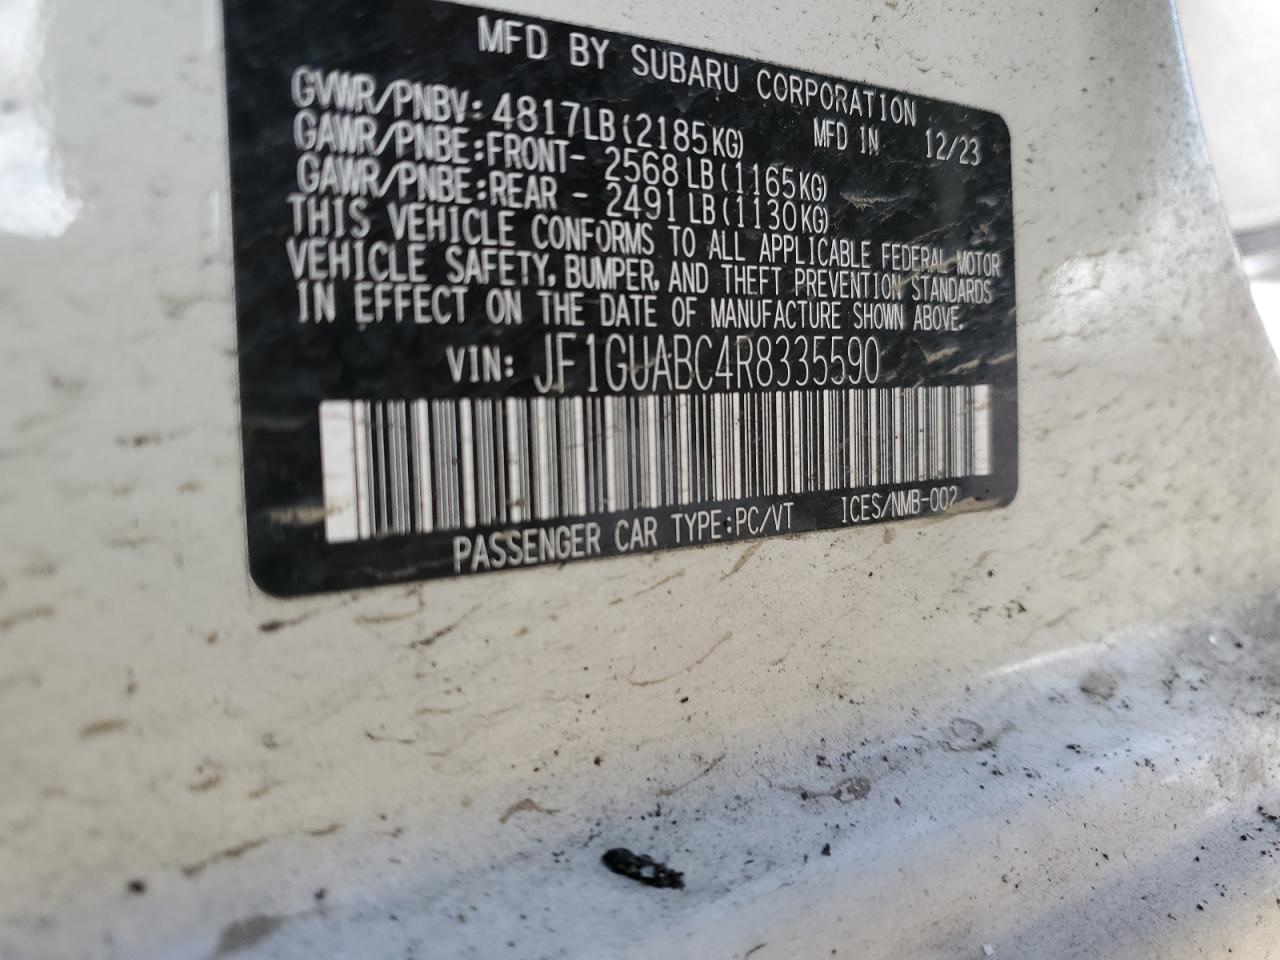 MFD BY SUBARU CORPORATION
GVWR/PNBV: 4817LB(2185KG) MFD IN 12/23
GAWR/PNBE:FRONT- 2568 LB(1165KG)
GAWR/PNBE:REAR - 2491 LB(1130KG)
THIS VEHICLE CONFORMS TO ALL APPLICABLE FEDERAL MOTOR
VEHICLE SAFETY, BUMPER, AND THEFT PREVENTION STANDARDS
IN EFFECT ON THE DATE OF MANUFACTURE SHOWN ABOVE.
VIN: JF1GUABC4R8335590
PASSENGER CAR TYPE:PC/VT ICES/NMB-002